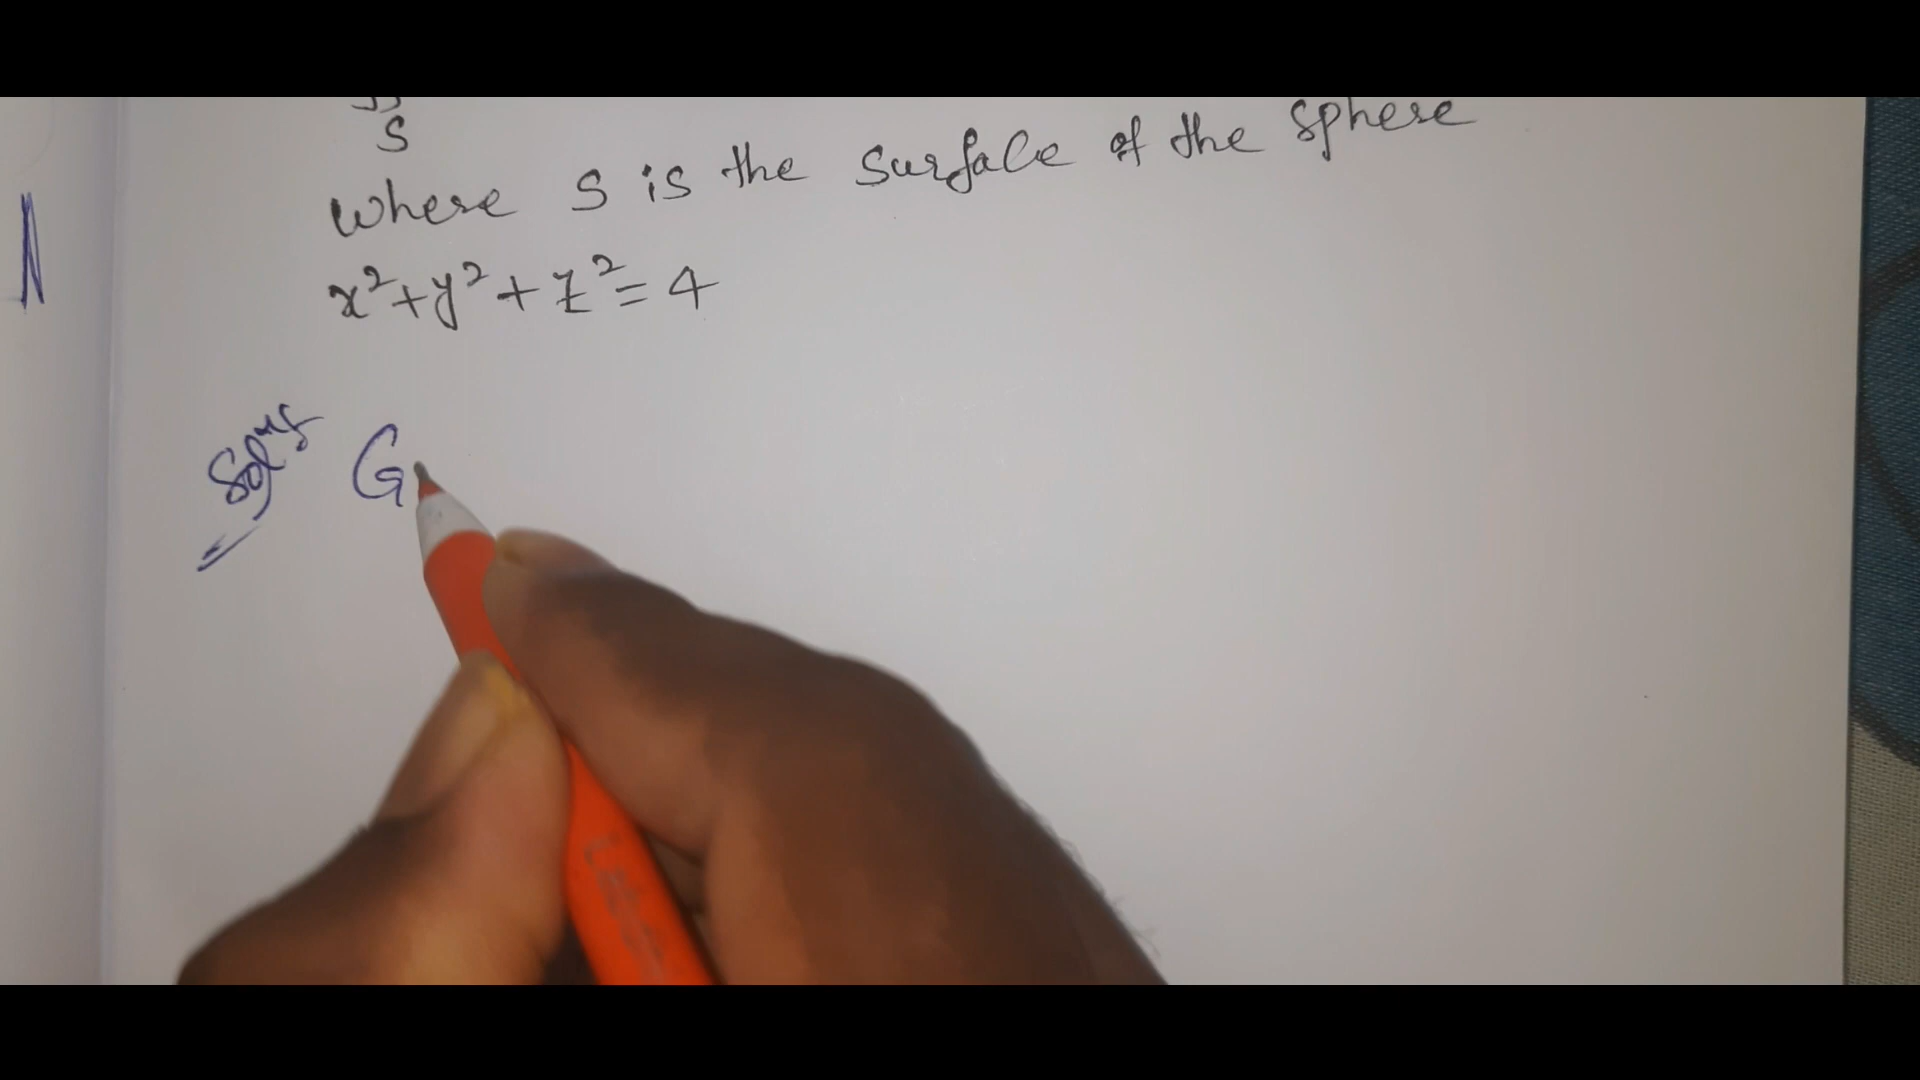 ∬
S
where S is the surface of the sphere
x²+y²+z²=4
Solⁿ:
G